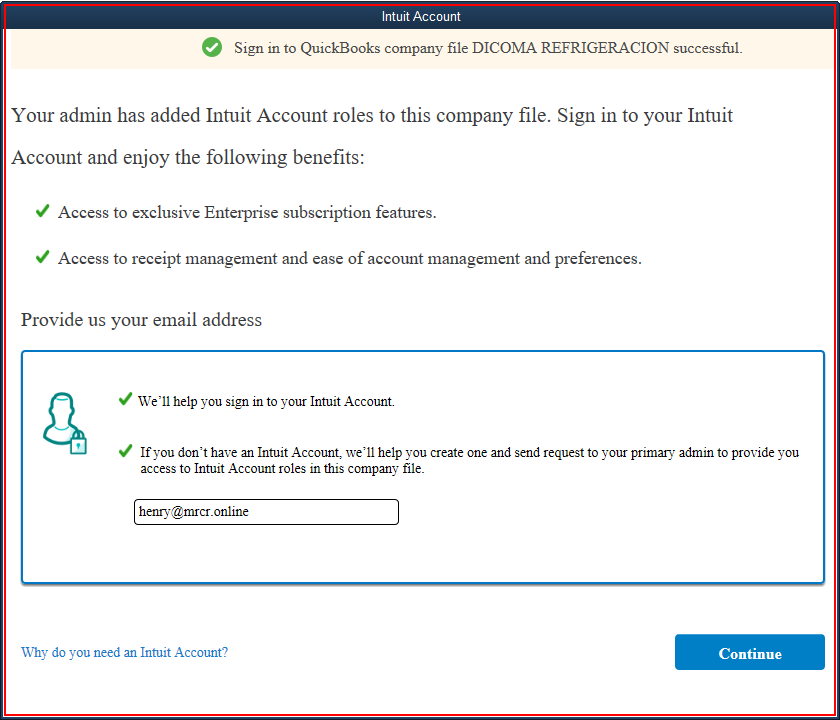 Intuit Account
Sign in to QuickBooks company file DICOMA REFRIGERACION successful.
Your admin has added Intuit Account roles to this company file. Sign in to your Intuit
Account and enjoy the following benefits:
Access to exclusive Enterprise subscription features.
Access to receipt management and ease of account management and preferences.
Provide us your email address
We'll help you sign in to your Intuit Account.
If you don't have an Intuit Account, we'll help you create one and send request to your primary admin to provide you
access to Intuit Account roles in this company file.
henry@mrcr.online
Why do you need an Intuit Account?
Continue